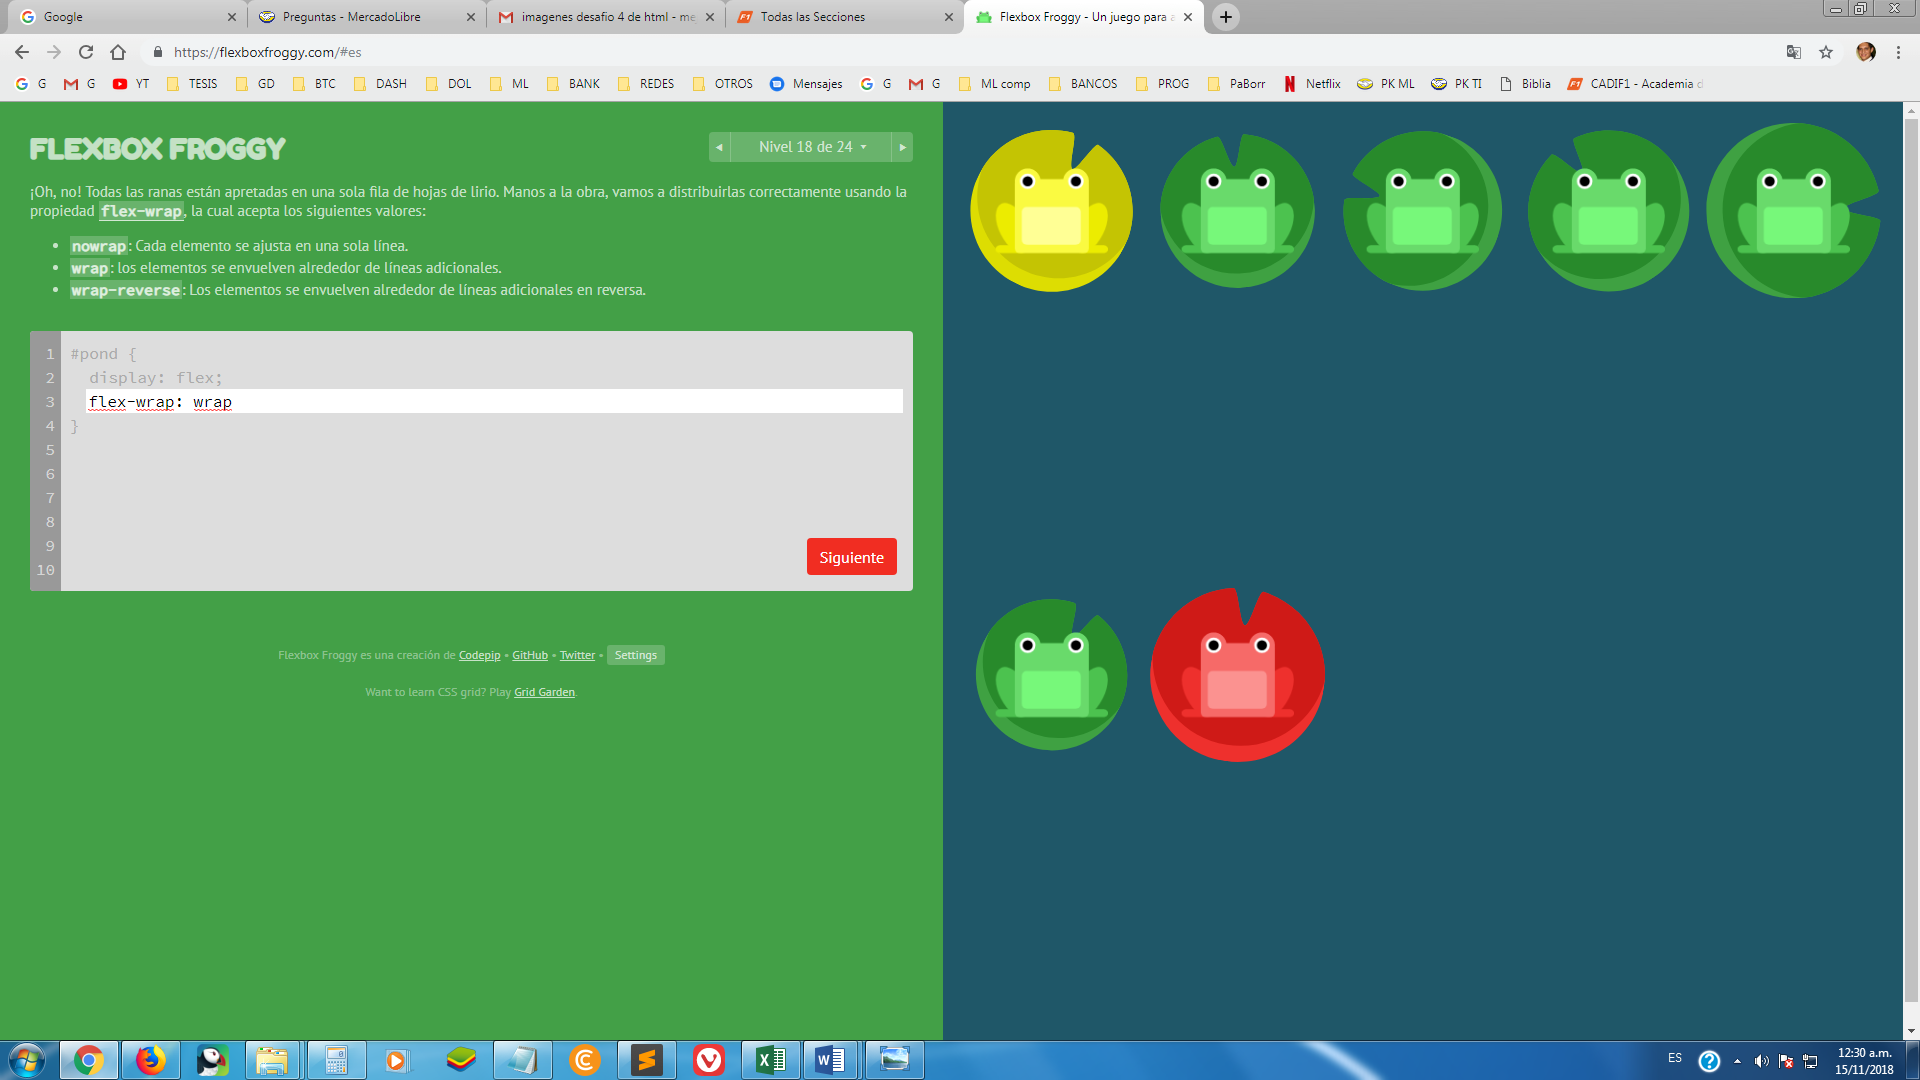 Google
Preguntas - MercadoLibre
imagenes desafio 4 de html - me
Todas las Secciones
Flexbox Froggy - Un juego para a
https://flexboxfroggy.com/#es
G G YT TESIS GD BTC DASH DOL ML BANK REDES OTROS Mensajes G G ML comp BANCOS PROG PaBorr Netflix PK ML PK TI Biblia CADIF1 - Academia d
FLEXBOX FROGGY
Nivel 18 de 24
¡Oh, no! Todas las ranas están apretadas en una sola fila de hojas de lirio. Manos a la obra, vamos a distribuirlas correctamente usando la
propiedad flex-wrap, la cual acepta los siguientes valores:
• nowrap: Cada elemento se ajusta en una sola línea.
• wrap: los elementos se envuelven alrededor de líneas adicionales.
• wrap-reverse: Los elementos se envuelven alrededor de líneas adicionales en reversa.
1 #pond {
2 display: flex;
3 flex-wrap: wrap
4 }
5
6
7
8
9
10
Siguiente
Flexbox Froggy es una creación de Codepip • GitHub • Twitter • Settings
Want to learn CSS grid? Play Grid Garden.
ES
12:30 a.m.
15/11/2018